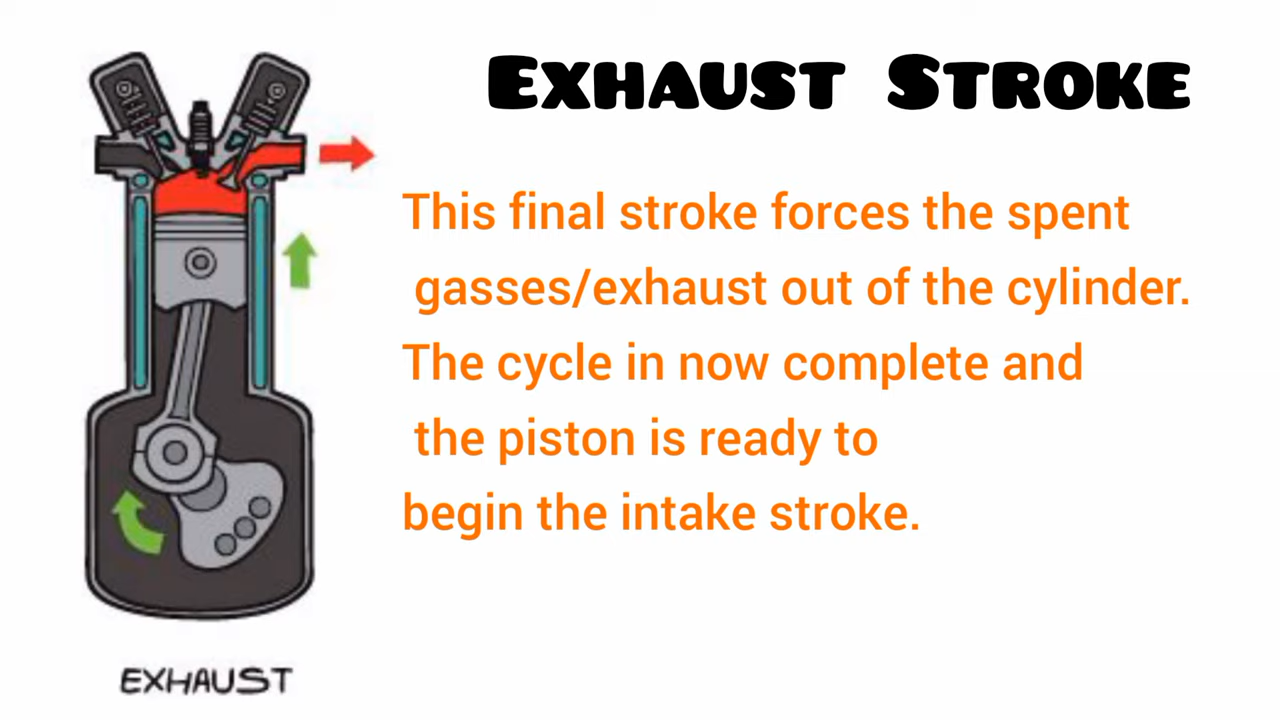 EXHAUST STROKE
This final stroke forces the spent
gasses/exhaust out of the cylinder.
The cycle in now complete and
the piston is ready to
begin the intake stroke.
EXHAUST